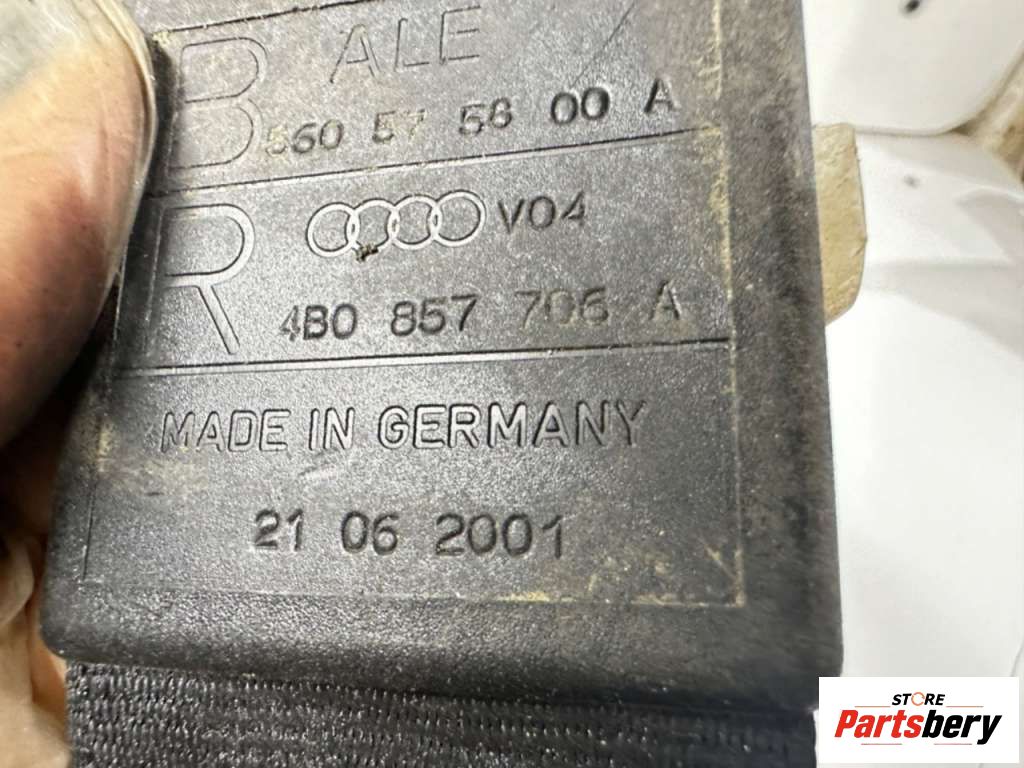 B ALE
560 57 58 00 A
R V04
4B0 857 706 A
MADE IN GERMANY
21 06 2001
STORE
Partsbery